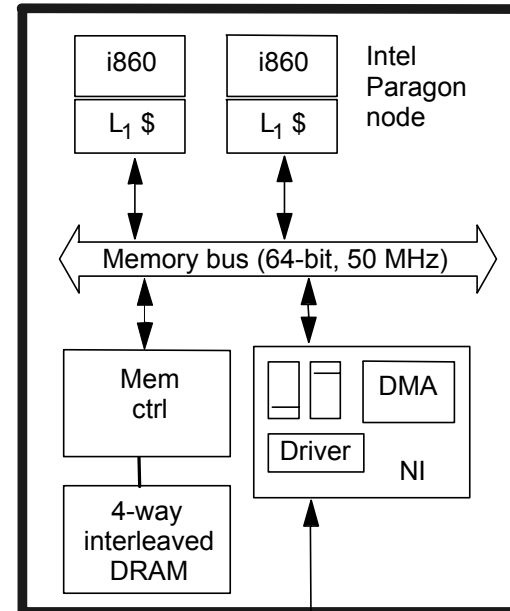 i860
i860
Intel
Paragon
node
L1 $
L1 $
Memory bus (64-bit, 50 MHz)
Mem
ctrl
DMA
Driver
NI
4-way
interleaved
DRAM